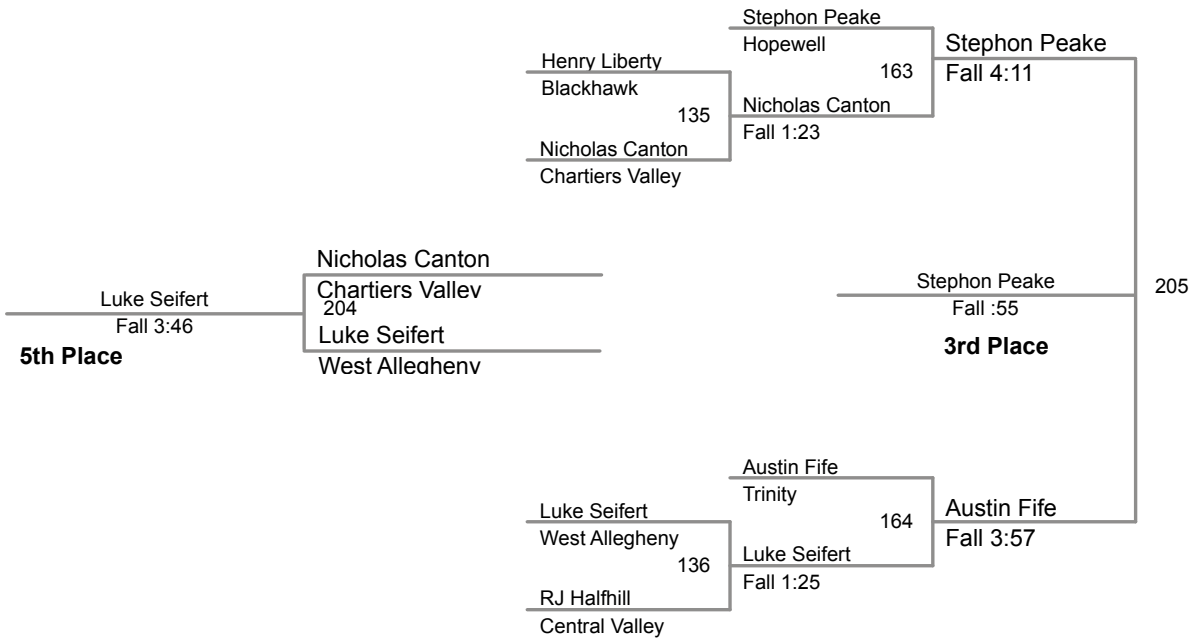 Stephon Peake
Hopewell
Stephon Peake
Fall 4:11
163
Henry Liberty
Blackhawk
135
Nicholas Canton
Fall 1:23
Nicholas Canton
Chartiers Valley
Nicholas Canton
Chartiers Valley
204
Luke Seifert
Fall 3:46
5th Place
Luke Seifert
West Allegheny
Stephon Peake
Fall :55
3rd Place
205
Austin Fife
Trinity
164
Austin Fife
Fall 3:57
Luke Seifert
West Allegheny
136
Luke Seifert
Fall 1:25
RJ Halfhill
Central Valley